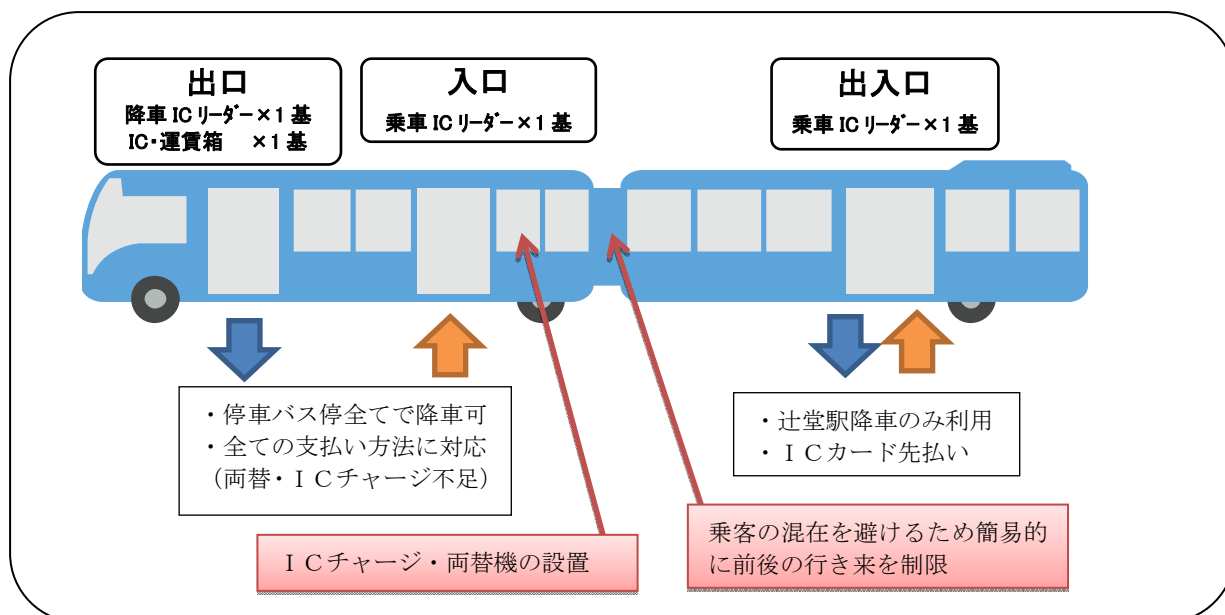 出口
降車 IC リーダー×1 基
IC・運賃箱 ×1 基
入口
乗車 IC リーダー×1 基
出入口
乗車 IC リーダー×1 基
・停車バス停全てで降車可
・全ての支払い方法に対応
（両替・ＩＣチャージ不足）
・辻堂駅降車のみ利用
・ＩＣカード先払い
ＩＣチャージ・両替機の設置
乗客の混在を避けるため簡易的
に前後の行き来を制限